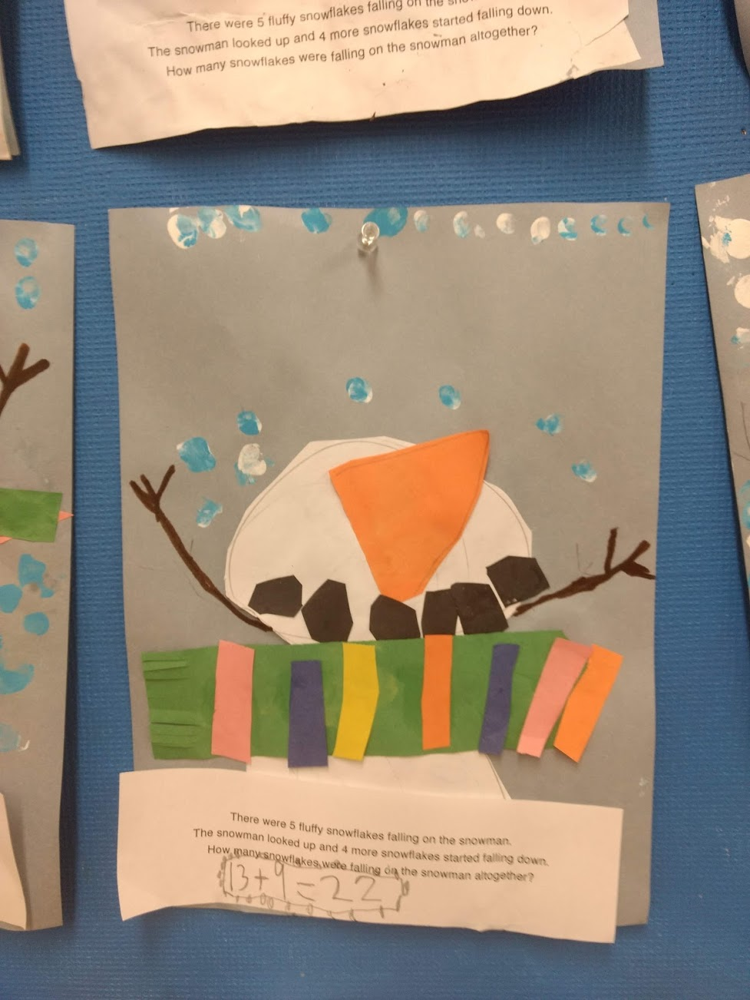 There were 5 fluffy snowflakes falling on the
The snowman looked up and 4 more snowflakes started falling down.
How many snowflakes were falling on the snowman altogether?
There were 5 fluffy snowflakes falling on the snowman.
The snowman looked up and 4 more snowflakes started falling down.
How many snowflakes were falling on the snowman altogether?
13+9=22